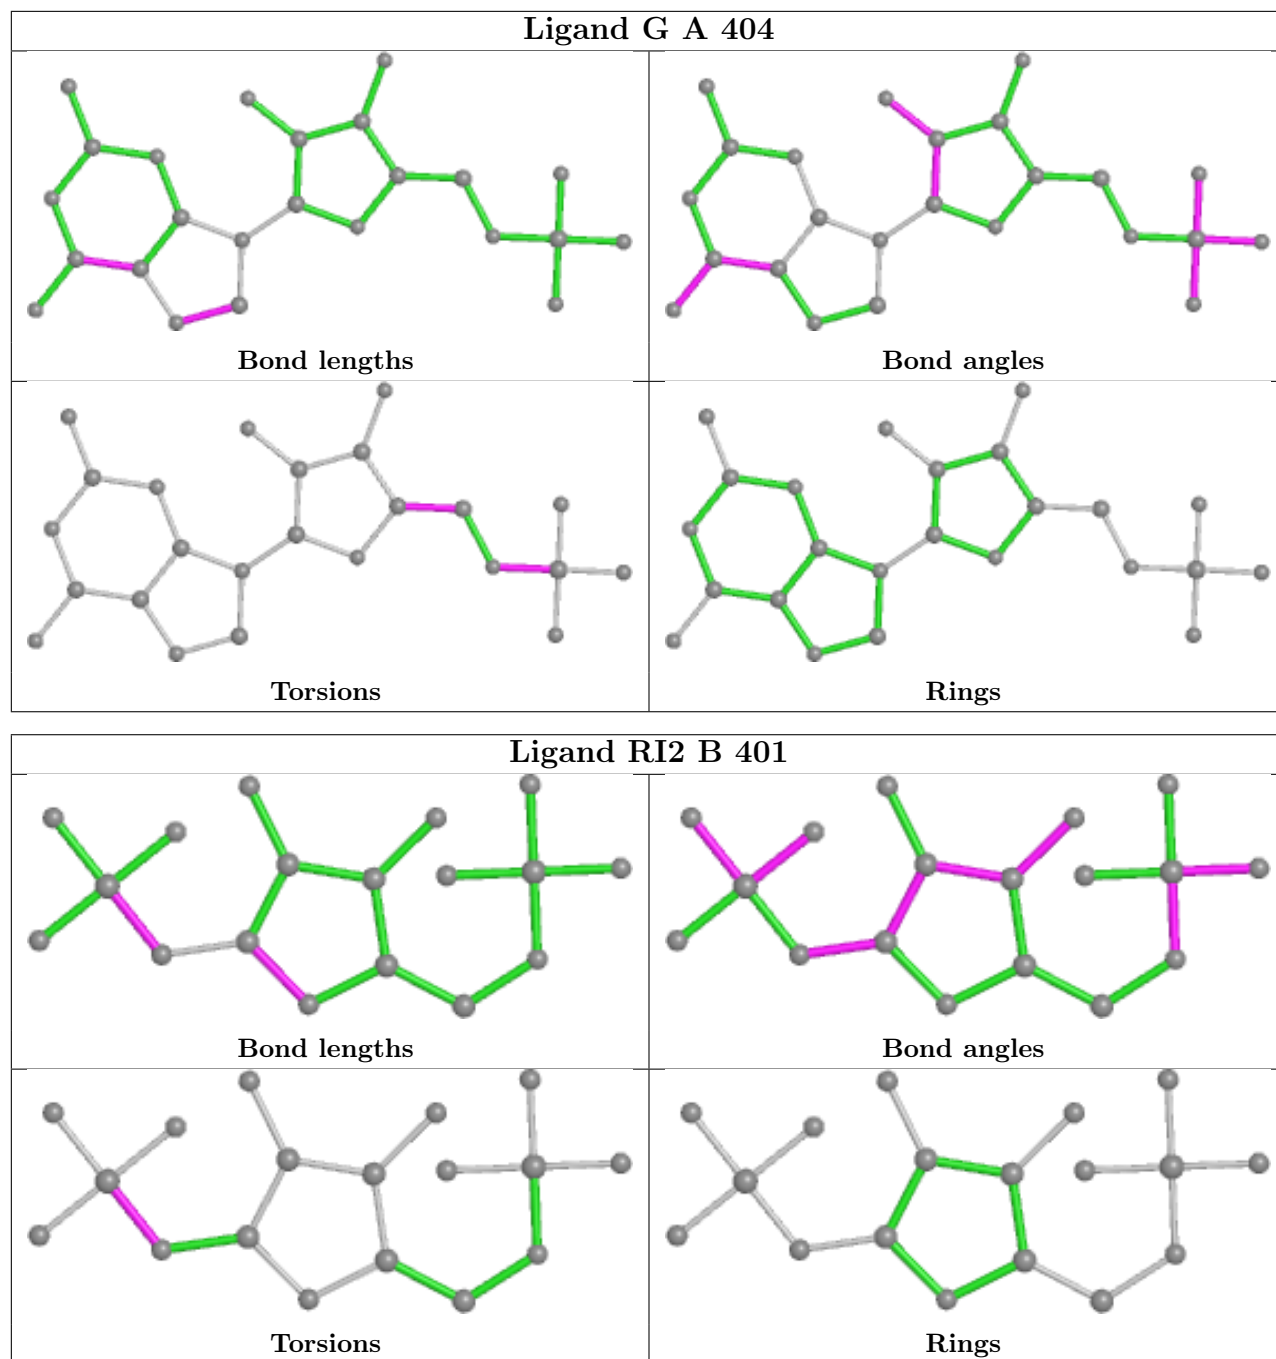 Ligand G A 404
Bond lengths
Bond angles
Torsions
Rings
Ligand RI2 B 401
Bond lengths
Bond angles
Torsions
Rings